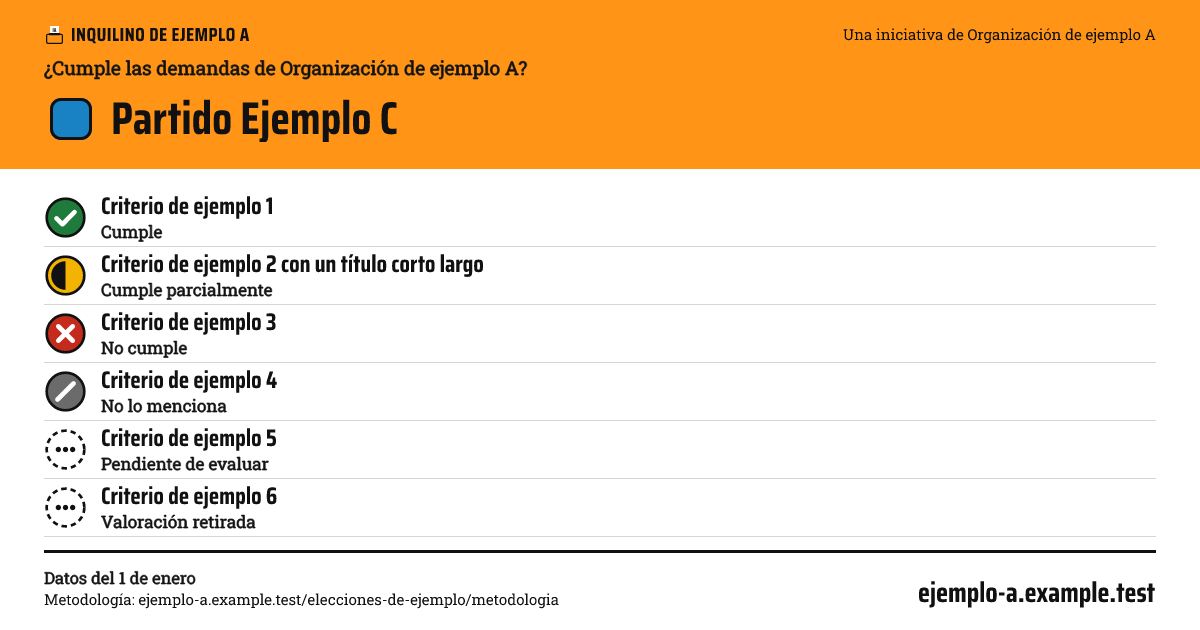 INQUILINO DE EJEMPLO A
Una iniciativa de Organización de ejemplo A
¿Cumple las demandas de Organización de ejemplo A?
Partido Ejemplo C
Criterio de ejemplo 1
Cumple
Criterio de ejemplo 2 con un título corto largo
Cumple parcialmente
Criterio de ejemplo 3
No cumple
Criterio de ejemplo 4
No lo menciona
Criterio de ejemplo 5
Pendiente de evaluar
Criterio de ejemplo 6
Valoración retirada
Datos del 1 de enero
Metodología: ejemplo-a.example.test/elecciones-de-ejemplo/metodologia
ejemplo-a.example.test